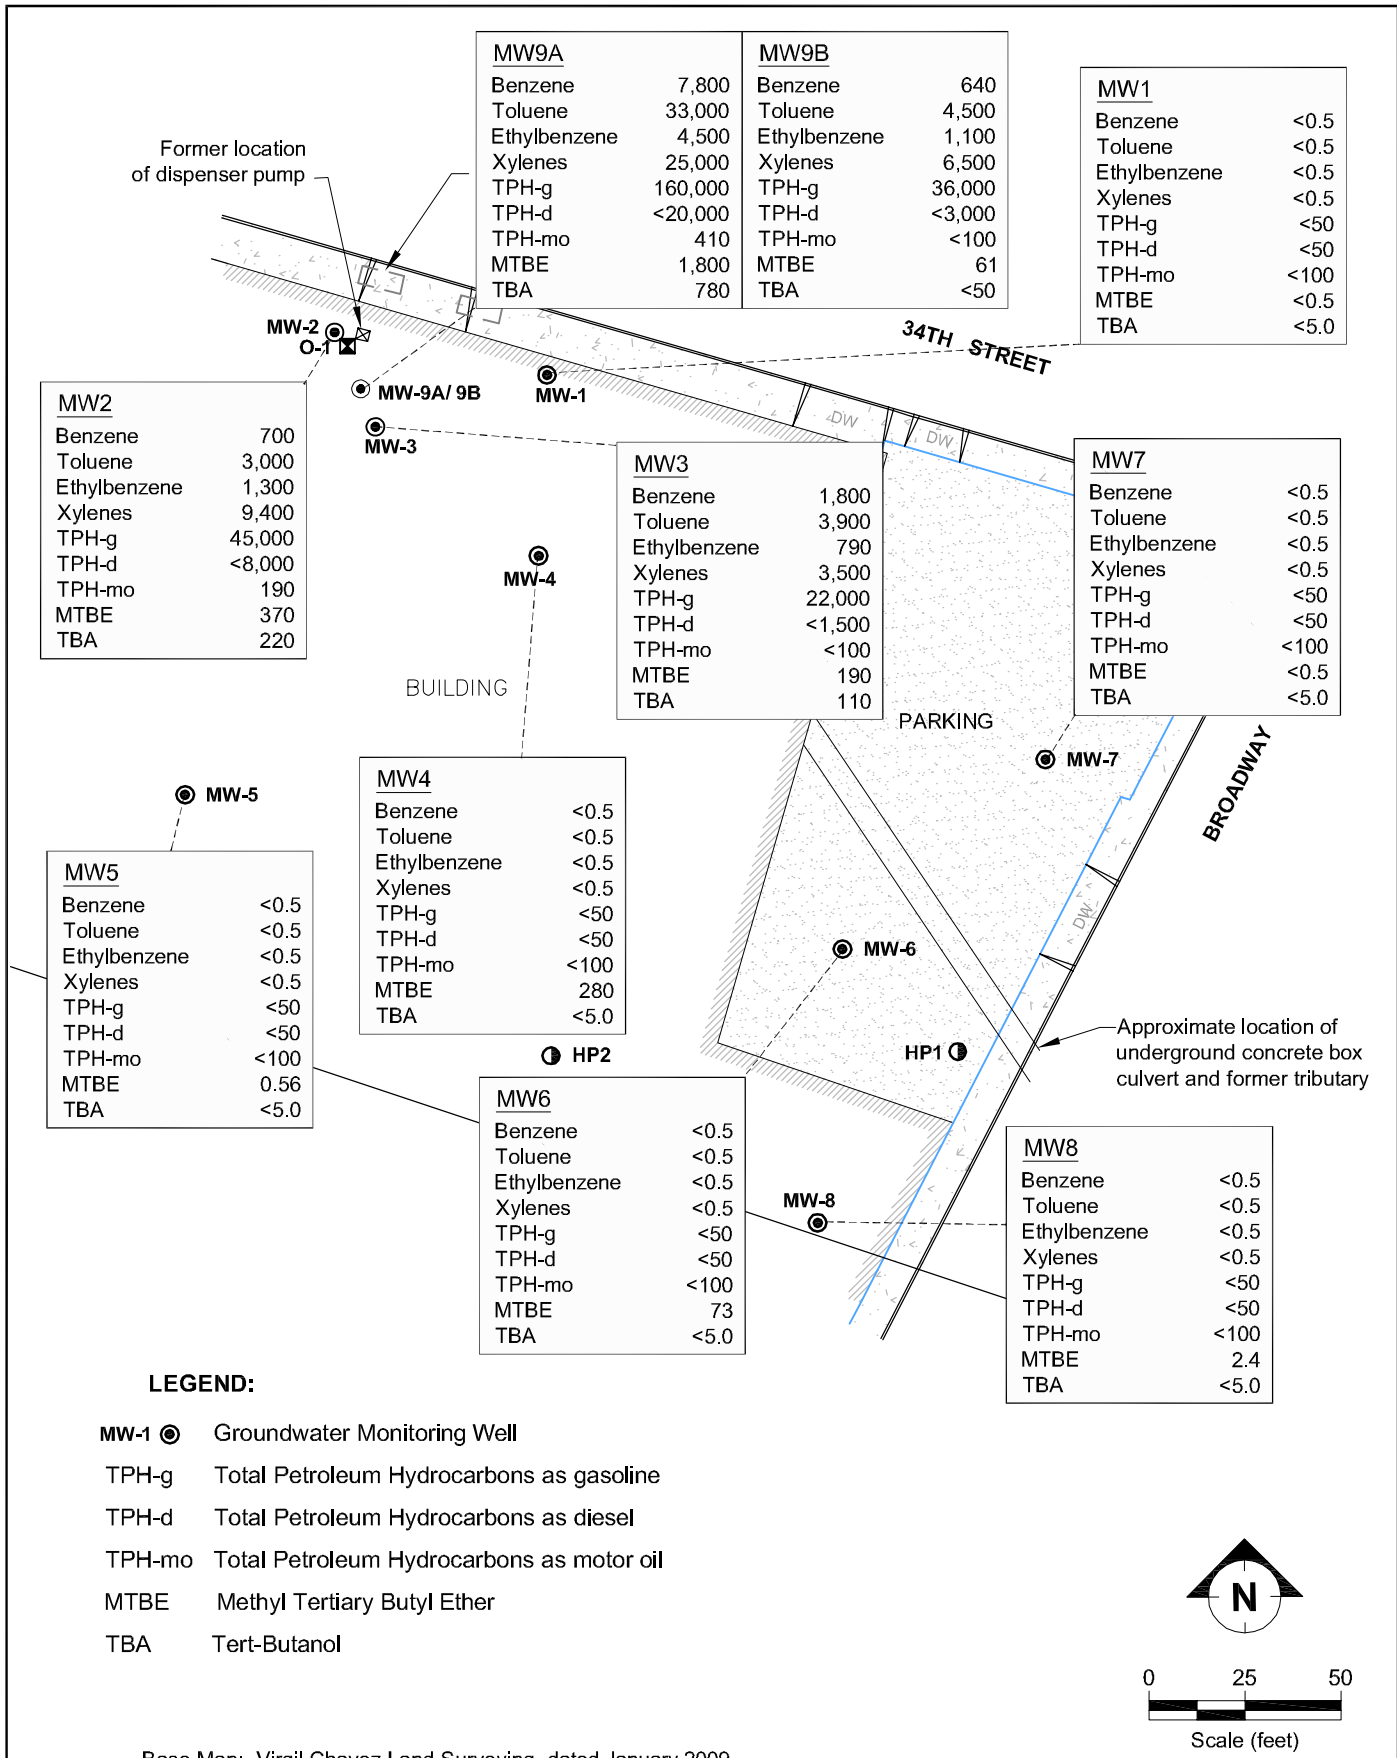 MW9A
Benzene 7,800
Toluene 33,000
Ethylbenzene 4,500
Xylenes 25,000
TPH-g 160,000
TPH-d <20,000
TPH-mo 410
MTBE 1,800
TBA 780
MW9B
Benzene 640
Toluene 4,500
Ethylbenzene 1,100
Xylenes 6,500
TPH-g 36,000
TPH-d <3,000
TPH-mo <100
MTBE 61
TBA <50
MW1
Benzene <0.5
Toluene <0.5
Ethylbenzene <0.5
Xylenes <0.5
TPH-g <50
TPH-d <50
TPH-mo <100
MTBE <0.5
TBA <5.0
Former location
of dispenser pump
34TH STREET
MW-2
O-1
MW-9A/ 9B
MW-1
MW-3
DW
DW
MW2
Benzene 700
Toluene 3,000
Ethylbenzene 1,300
Xylenes 9,400
TPH-g 45,000
TPH-d <8,000
TPH-mo 190
MTBE 370
TBA 220
MW3
Benzene 1,800
Toluene 3,900
Ethylbenzene 790
Xylenes 3,500
TPH-g 22,000
TPH-d <1,500
TPH-mo <100
MTBE 190
TBA 110
MW7
Benzene <0.5
Toluene <0.5
Ethylbenzene <0.5
Xylenes <0.5
TPH-g <50
TPH-d <50
TPH-mo <100
MTBE <0.5
TBA <5.0
MW-4
BUILDING
PARKING
MW-7
BROADWAY
MW-5
MW4
Benzene <0.5
Toluene <0.5
Ethylbenzene <0.5
Xylenes <0.5
TPH-g <50
TPH-d <50
TPH-mo <100
MTBE 280
TBA <5.0
MW5
Benzene <0.5
Toluene <0.5
Ethylbenzene <0.5
Xylenes <0.5
TPH-g <50
TPH-d <50
TPH-mo <100
MTBE 0.56
TBA <5.0
DW
MW-6
HP2
HP1
Approximate location of
underground concrete box
culvert and former tributary
MW6
Benzene <0.5
Toluene <0.5
Ethylbenzene <0.5
Xylenes <0.5
TPH-g <50
TPH-d <50
TPH-mo <100
MTBE 73
TBA <5.0
MW-8
MW8
Benzene <0.5
Toluene <0.5
Ethylbenzene <0.5
Xylenes <0.5
TPH-g <50
TPH-d <50
TPH-mo <100
MTBE 2.4
TBA <5.0
LEGEND:
MW-1 Groundwater Monitoring Well
TPH-g Total Petroleum Hydrocarbons as gasoline
TPH-d Total Petroleum Hydrocarbons as diesel
TPH-mo Total Petroleum Hydrocarbons as motor oil
MTBE Methyl Tertiary Butyl Ether
TBA Tert-Butanol
N
0 25 50
Scale (feet)
Base Map: Virgil Chavez Land Surveying, dated January 2009